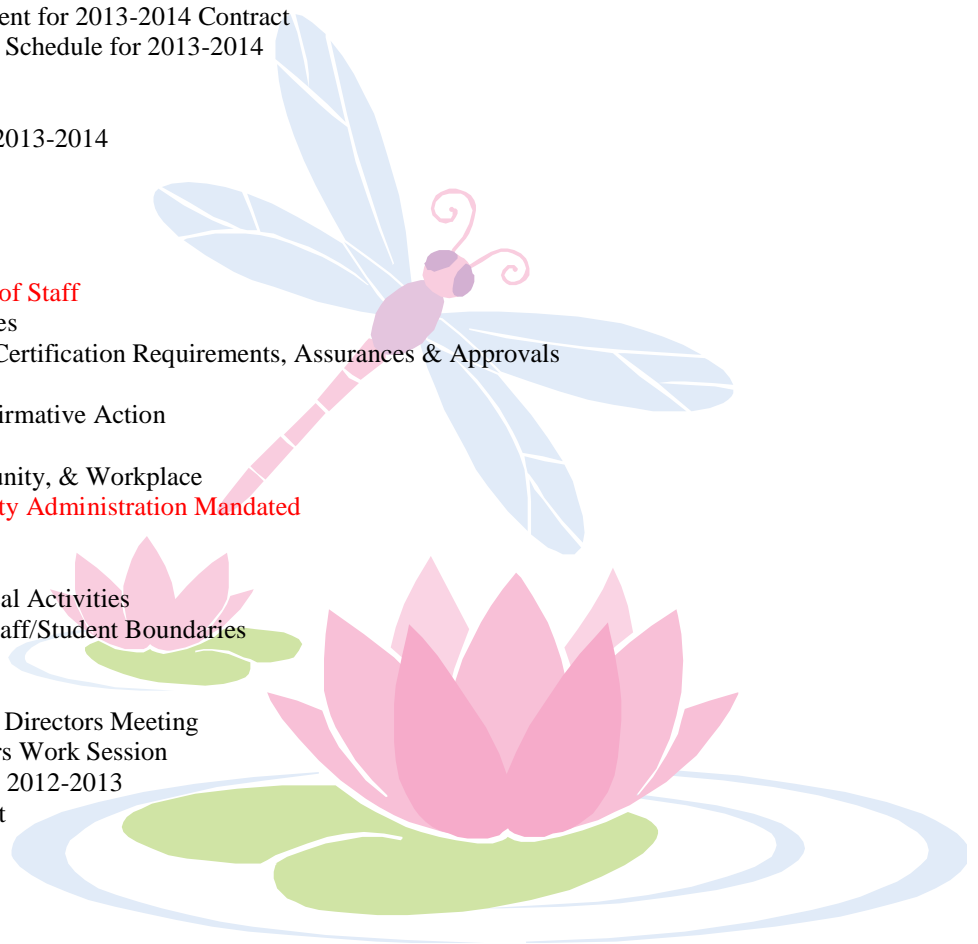 ent for 2013-2014 Contract
Schedule for 2013-2014
2013-2014
of Staff
es
Certification Requirements, Assurances & Approvals
irmative Action
unity, & Workplace
ty Administration Mandated
al Activities
aff/Student Boundaries
Directors Meeting
rs Work Session
2012-2013
t